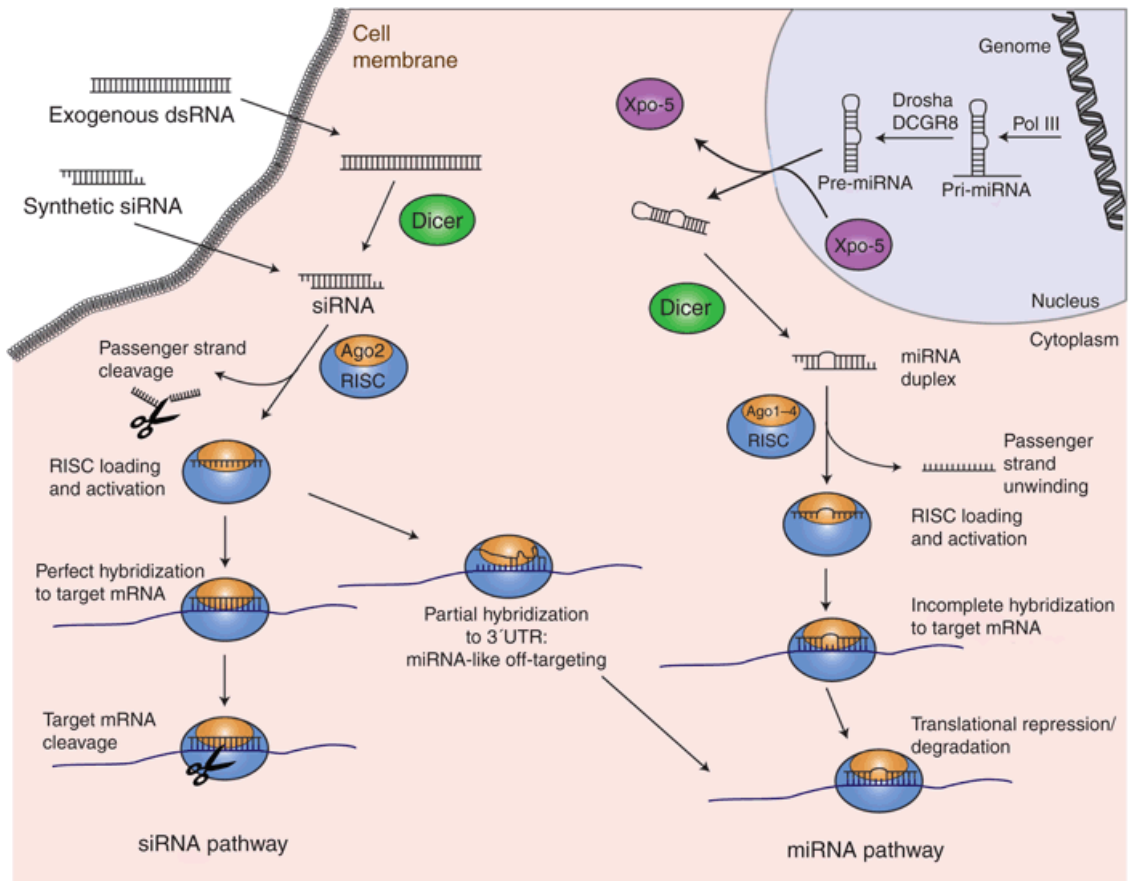 Cell
membrane
Exogenous dsRNA
Synthetic siRNA
Dicer
siRNA
Passenger strand
cleavage
Ago2
RISC
RISC loading
and activation
Perfect hybridization
to target mRNA
Target mRNA
cleavage
siRNA pathway
Partial hybridization
to 3´UTR:
miRNA-like off-targeting
Genome
Pol III
Drosha
DCGR8
Pri-miRNA
Pre-miRNA
Xpo-5
Xpo-5
Nucleus
Cytoplasm
Dicer
miRNA
duplex
Ago1–4
RISC
Passenger
strand
unwinding
RISC loading
and activation
Incomplete hybridization
to target mRNA
Translational repression/
degradation
miRNA pathway